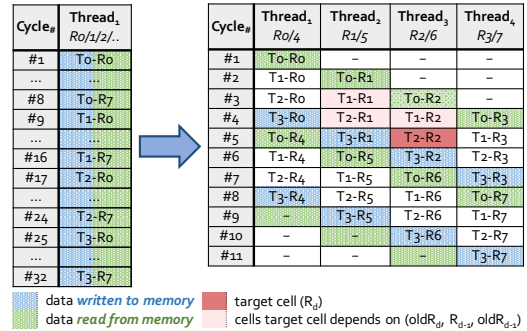 Cycle# Thread1
R0/1/2/..
#1 T0-R0
... ...
#8 T0-R7
#9 T1-R0
... ...
#16 T1-R7
#17 T2-R0
... ...
#24 T2-R7
#25 T3-R0
... ...
#32 T3-R7
Cycle# Thread1 Thread2 Thread3 Thread4
R0/4 R1/5 R2/6 R3/7
#1 T0-R0 – – –
#2 T1-R0 T0-R1 – –
#3 T2-R0 T1-R1 T0-R2 –
#4 T3-R0 T2-R1 T1-R2 T0-R3
#5 T0-R4 T3-R1 T2-R2 T1-R3
#6 T1-R4 T0-R5 T3-R2 T2-R3
#7 T2-R4 T1-R5 T0-R6 T3-R3
#8 T3-R4 T2-R5 T1-R6 T0-R7
#9 – T3-R5 T2-R6 T1-R7
#10 – – T3-R6 T2-R7
#11 – – – T3-R7
data written to memory target cell (Rd)
data read from memory cells target cell depends on (oldRd, Rd-1, oldRd-1)